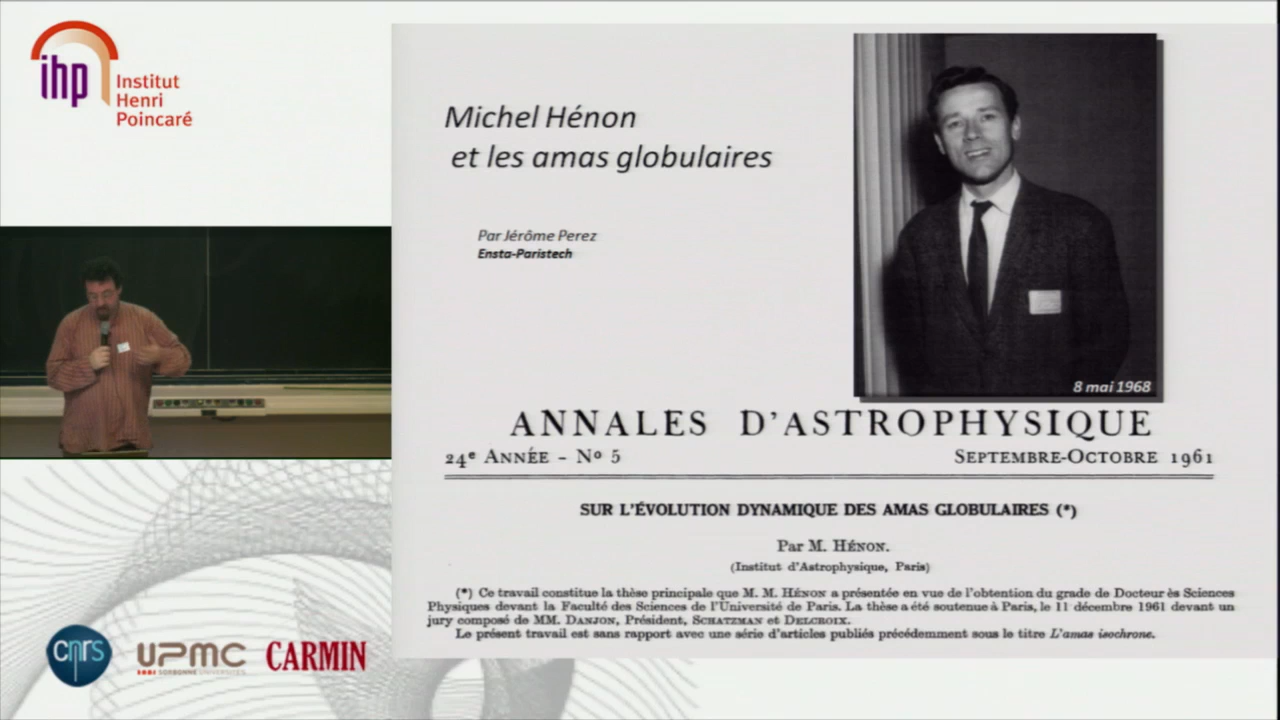 ihp
Institut
Henri
Poincaré
Michel Hénon
et les amas globulaires
Par Jérôme Perez
Ensta-Paristech
8 mai 1968
ANNALES D'ASTROPHYSIQUE
24e ANNÉE – No 5
SEPTEMBRE-OCTOBRE 1961
SUR L'ÉVOLUTION DYNAMIQUE DES AMAS GLOBULAIRES (*)
Par M. HÉNON.
(Institut d'Astrophysique, Paris)
(*) Ce travail constitue la thèse principale que M. M. HÉNON a présentée en vue de l'obtention du grade de Docteur ès Sciences
Physiques devant la Faculté des Sciences de l'Université de Paris. La thèse a été soutenue à Paris, le 11 décembre 1961 devant un
jury composé de MM. DANJON, Président, SCHATZMAN et DELCROIX.
Le présent travail est sans rapport avec une série d'articles publiés précédemment sous le titre L'amas isochrone.
cnrs
UPMC
SORBONNE UNIVERSITÉS
CARMIN